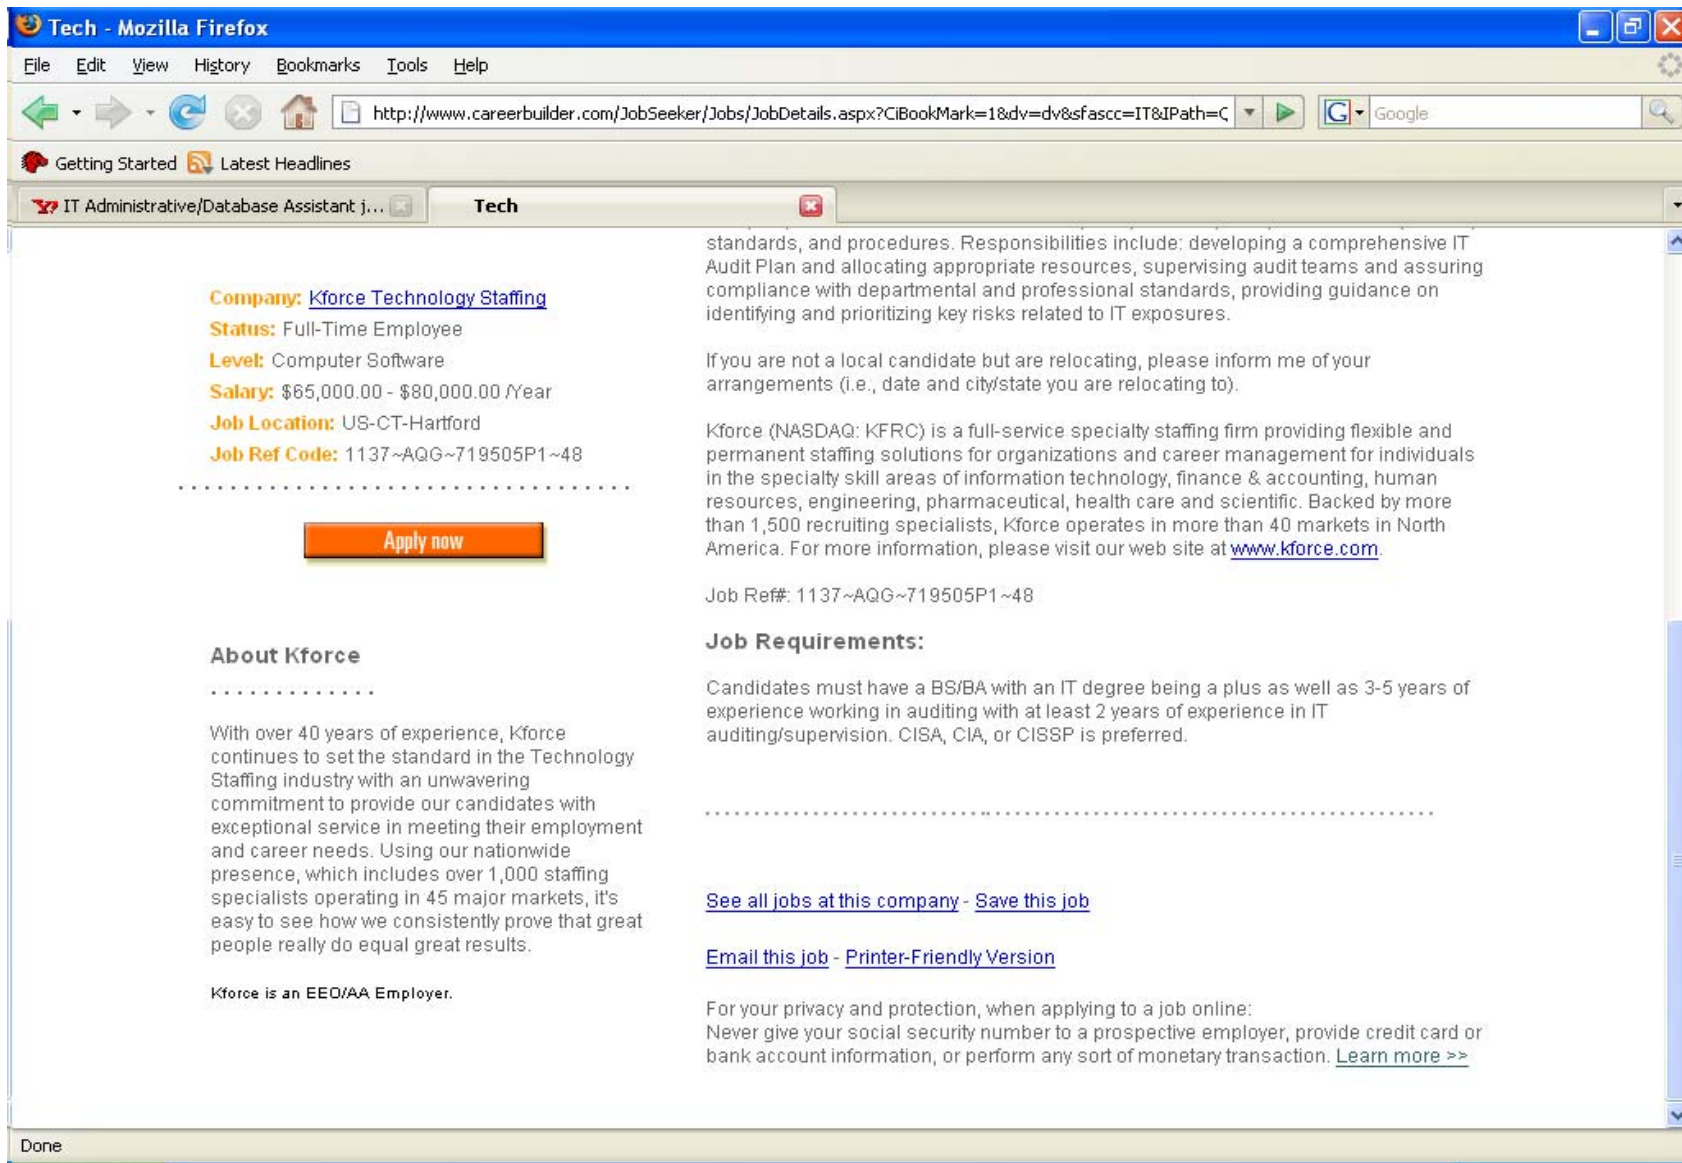 Tech - Mozilla Firefox
File Edit View History Bookmarks Tools Help
http://www.careerbuilder.com/JobSeeker/Jobs/JobDetails.aspx?CiBookMark=1&dv=dv&sfascc=IT&IPath=Q
G Google
Getting Started Latest Headlines
IT Administrative/Database Assistant j... Tech
Company: Kforce Technology Staffing
Status: Full-Time Employee
Level: Computer Software
Salary: $65,000.00 - $80,000.00 /Year
Job Location: US-CT-Hartford
Job Ref Code: 1137~AQG~719505P1~48
Apply now
About Kforce
With over 40 years of experience, Kforce
continues to set the standard in the Technology
Staffing industry with an unwavering
commitment to provide our candidates with
exceptional service in meeting their employment
and career needs. Using our nationwide
presence, which includes over 1,000 staffing
specialists operating in 45 major markets, it's
easy to see how we consistently prove that great
people really do equal great results.
Kforce is an EEO/AA Employer.
standards, and procedures. Responsibilities include: developing a comprehensive IT
Audit Plan and allocating appropriate resources, supervising audit teams and assuring
compliance with departmental and professional standards, providing guidance on
identifying and prioritizing key risks related to IT exposures.
If you are not a local candidate but are relocating, please inform me of your
arrangements (i.e., date and city/state you are relocating to).
Kforce (NASDAQ: KFRC) is a full-service specialty staffing firm providing flexible and
permanent staffing solutions for organizations and career management for individuals
in the specialty skill areas of information technology, finance & accounting, human
resources, engineering, pharmaceutical, health care and scientific. Backed by more
than 1,500 recruiting specialists, Kforce operates in more than 40 markets in North
America. For more information, please visit our web site at www.kforce.com.
Job Ref#: 1137~AQG~719505P1~48
Job Requirements:
Candidates must have a BS/BA with an IT degree being a plus as well as 3-5 years of
experience working in auditing with at least 2 years of experience in IT
auditing/supervision. CISA, CIA, or CISSP is preferred.
See all jobs at this company - Save this job
Email this job - Printer-Friendly Version
For your privacy and protection, when applying to a job online:
Never give your social security number to a prospective employer, provide credit card or
bank account information, or perform any sort of monetary transaction. Learn more >>
Done